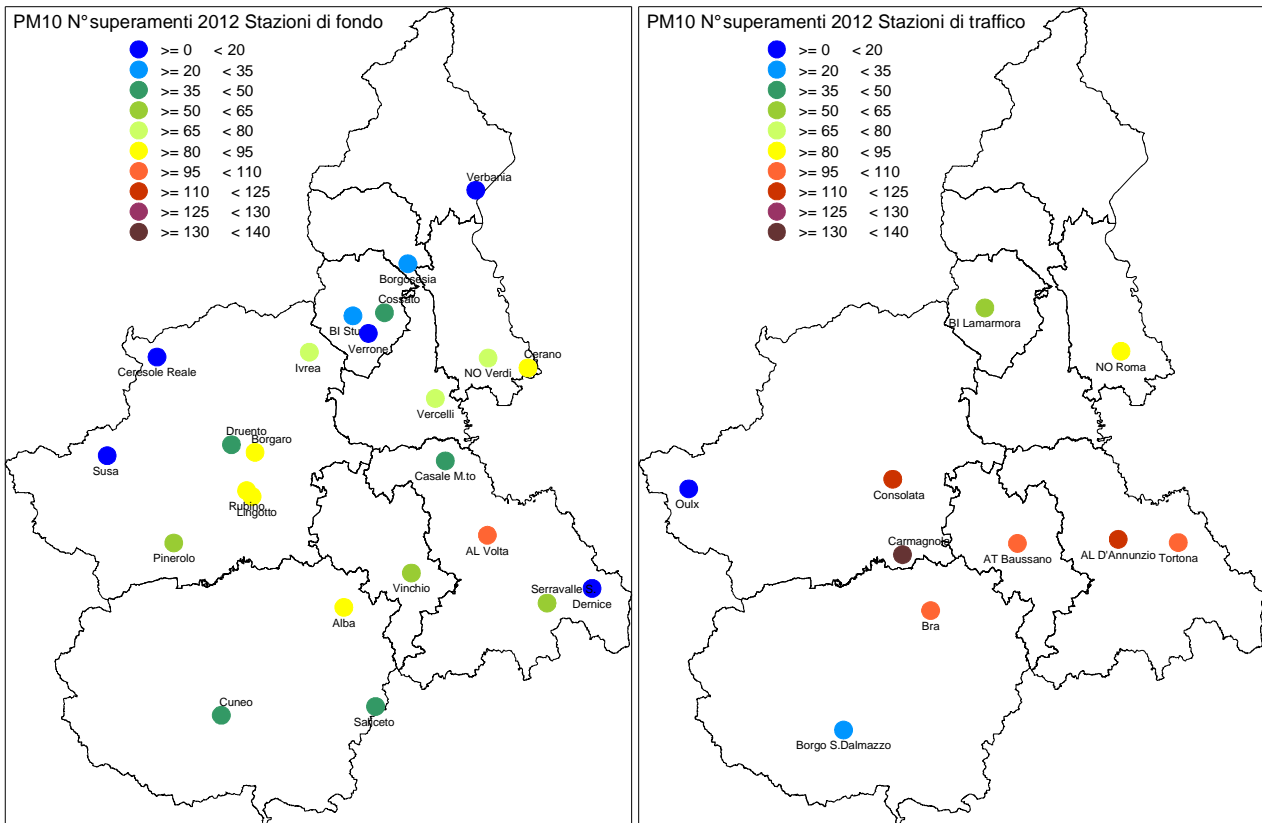 PM10 N° superamenti 2012 Stazioni di fondo
>= 0 < 20
>= 20 < 35
>= 35 < 50
>= 50 < 65
>= 65 < 80
>= 80 < 95
>= 95 < 110
>= 110 < 125
>= 125 < 130
>= 130 < 140
Verbania
Borgosesia
Cossato
BI Stu
Verrone
Ceresole Reale
Ivrea
NO Verdi
Cerano
Vercelli
Druento
Borgaro
Susa
Casale M.to
Rubino
Lingotto
Pinerolo
AL Volta
Vinchio
Serravalle S.
Dernice
Alba
Cuneo
Saliceto
PM10 N° superamenti 2012 Stazioni di traffico
>= 0 < 20
>= 20 < 35
>= 35 < 50
>= 50 < 65
>= 65 < 80
>= 80 < 95
>= 95 < 110
>= 110 < 125
>= 125 < 130
>= 130 < 140
BI Lamarmora
NO Roma
Oulx
Consolata
Carmagnola
AT Baussano
AL D'Annunzio
Tortona
Bra
Borgo S.Dalmazzo